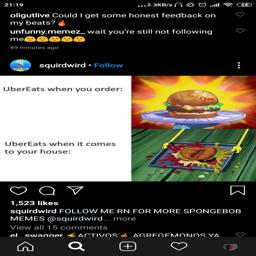 21:19
2.3KB/s
oligutlive Could I get some honest feedback on
my beats? 🔥
unfunny.memez_ wait you're still not following
me😳😳😳😳😳
49 minutes ago
squirdwird • Follow
UberEats when you order:
UberEats when it comes
to your house:
1,523 likes
squirdwird FOLLOW ME RN FOR MORE SPONGEBOB
MEMES @squirdwird... more
View all 15 comments
el_swagger ACTIVOS AGREGEMONOS YA